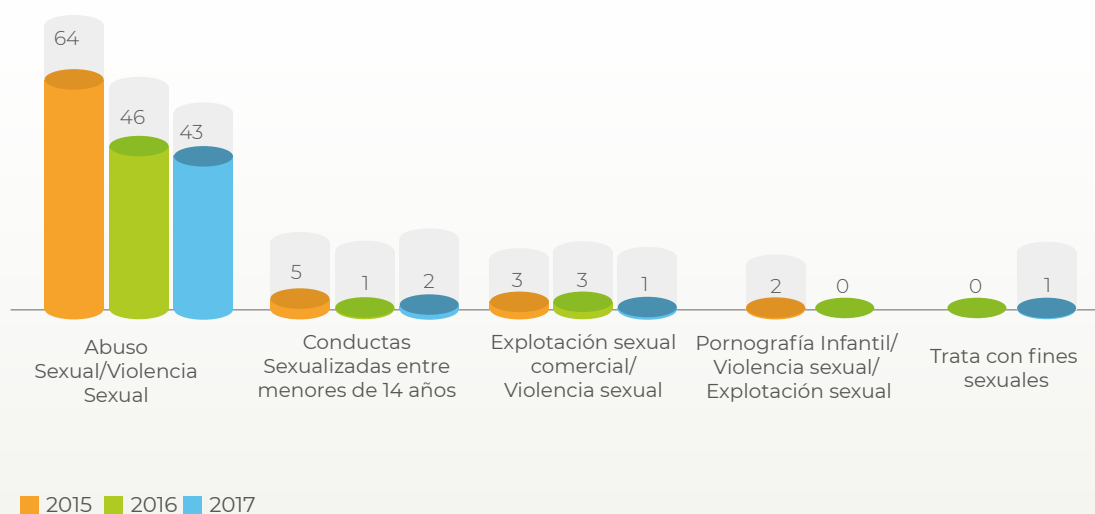 64
46
43
5
1
2
3
3
1
2
0
0
1
Abuso
Sexual/Violencia
Sexual
Conductas
Sexualizadas entre
menores de 14 años
Explotación sexual
comercial/
Violencia sexual
Pornografía Infantil/
Violencia sexual/
Explotación sexual
Trata con fines
sexuales
2015 2016 2017